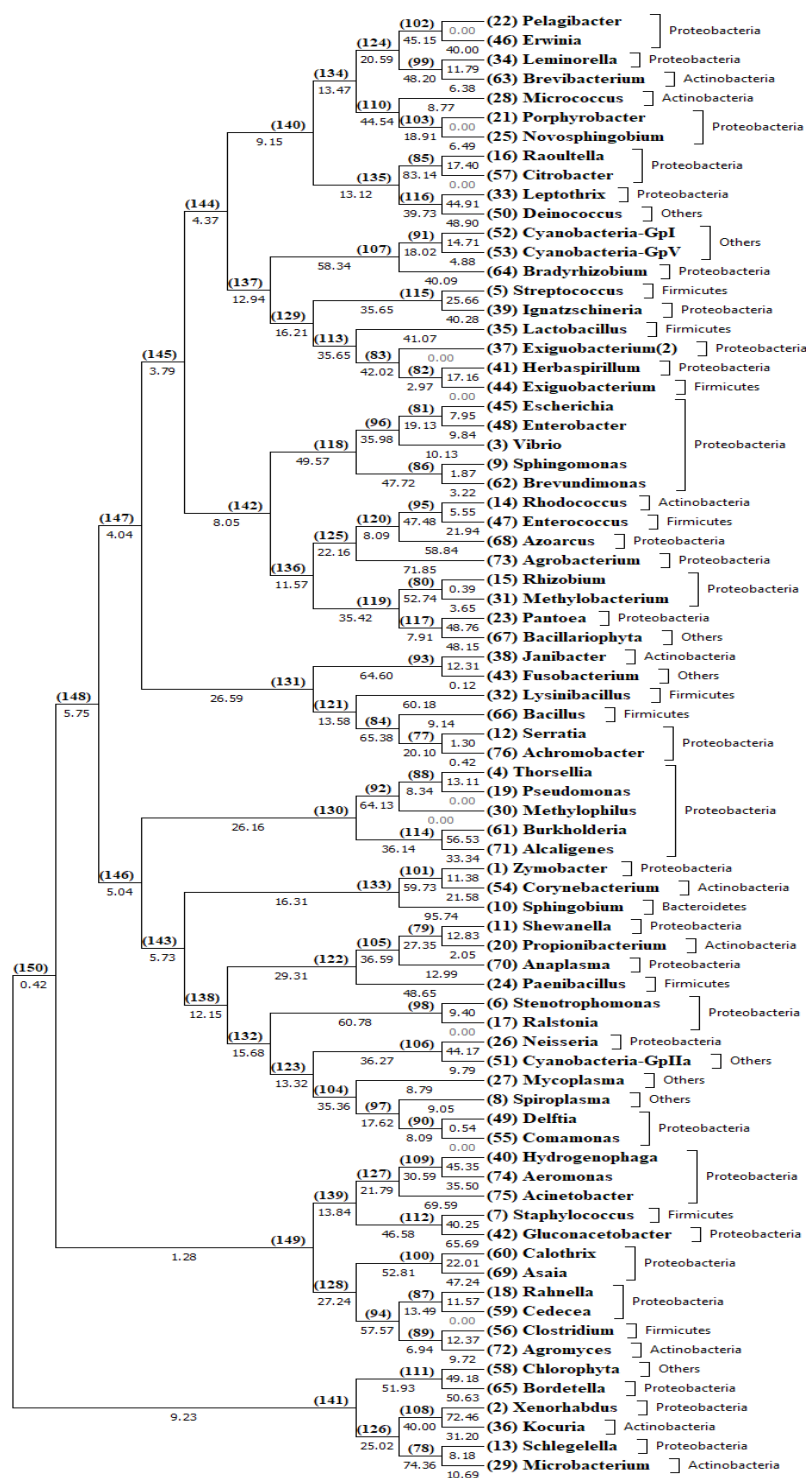 (102) (22) Pelagibacter
0.00 Proteobacteria
(124) 45.15 (46) Erwinia
40.00
20.59 (99) (34) Leminorella Proteobacteria
11.79
(134) 48.20 (63) Brevibacterium Actinobacteria
13.47 6.38
(110) (28) Micrococcus Actinobacteria
8.77
44.54 (103) (21) Porphyrobacter
(140) 0.00 Proteobacteria
9.15 18.91 (25) Novosphingobium
6.49
(85) (16) Raoultella
17.40 Proteobacteria
(135) 83.14 (57) Citrobacter
0.00
13.12 (116) (33) Leptothrix Proteobacteria
44.91
(144) 39.73 (50) Deinococcus Others
4.37 48.90
(91) (52) Cyanobacteria-GpI
14.71 Others
(107) 18.02 (53) Cyanobacteria-GpV
58.34 4.88
(64) Bradyrhizobium Proteobacteria
(137) 40.09
12.94 (115) (5) Streptococcus Firmicutes
25.66
35.65 (39) Ignatzschineria Proteobacteria
(129) 40.28
16.21 (35) Lactobacillus Firmicutes
(113) 41.07
35.65 (83) (37) Exiguobacterium(2) Proteobacteria
(145) 0.00
3.79 42.02 (82) (41) Herbaspirillum Proteobacteria
17.16
2.97 (44) Exiguobacterium Firmicutes
0.00
(81) (45) Escherichia
7.95
(96) 19.13 (48) Enterobacter
9.84
(118) 35.98 (3) Vibrio Proteobacteria
49.57 10.13
(86) (9) Sphingomonas
1.87
47.72 (62) Brevundimonas
3.22
(142) (95) (14) Rhodococcus Actinobacteria
8.05 5.55
(147) (120) 47.48 (47) Enterococcus Firmicutes
4.04 (125) 8.09 21.94
22.16 (68) Azoarcus Proteobacteria
58.84
(136) (73) Agrobacterium Proteobacteria
11.57 71.85
(80) (15) Rhizobium
0.39 Proteobacteria
(119) 52.74 (31) Methylobacterium
35.42 3.65
(117) (23) Pantoea Proteobacteria
48.76
7.91 (67) Bacillariophyta Others
48.15
(93) (38) Janibacter Actinobacteria
12.31
64.60 (43) Fusobacterium Others
(131) 0.12
(148) 26.59 (121) (32) Lysinibacillus Firmicutes
5.75 13.58 60.18
(84) (66) Bacillus Firmicutes
9.14
65.38 (77) (12) Serratia
1.30 Proteobacteria
20.10 (76) Achromobacter
0.42
(88) (4) Thorsellia
13.11
(92) 8.34 (19) Pseudomonas
64.13 0.00
(130) (30) Methylophilus Proteobacteria
26.16 0.00
(114) (61) Burkholderia
56.53
36.14 (71) Alcaligenes
33.34
(146) (101) (1) Zymobacter Proteobacteria
5.04 11.38
(133) 59.73 (54) Corynebacterium Actinobacteria
16.31 21.58
(10) Sphingobium Bacteroidetes
95.74
(79) (11) Shewanella Proteobacteria
12.83
(143) (105) 27.35 (20) Propionibacterium Actinobacteria
5.73 36.59 2.05
(150) (122) (70) Anaplasma Proteobacteria
0.42 29.31 12.99
(24) Paenibacillus Firmicutes
48.65
(138) (98) (6) Stenotrophomonas
12.15 9.40 Proteobacteria
60.78 (17) Ralstonia
(132) 0.00
15.68 (106) (26) Neisseria Proteobacteria
44.17
36.27 (51) Cyanobacteria-GpIIa Others
(123) 9.79
13.32 (27) Mycoplasma Others
(104) 8.79
35.36 (97) (8) Spiroplasma Others
9.05
17.62 (90) (49) Delftia
0.54 Proteobacteria
8.09 (55) Comamonas
0.00
(109) (40) Hydrogenophaga
45.35
(127) 30.59 (74) Aeromonas Proteobacteria
21.79 35.50
(139) (75) Acinetobacter
13.84 69.59
(112) (7) Staphylococcus Firmicutes
40.25
46.58 (42) Gluconacetobacter Proteobacteria
(149) 65.69
1.28 (100) (60) Calothrix
22.01 Proteobacteria
52.81 (69) Asaia
(128) 47.24
27.24 (87) (18) Rahnella
11.57 Proteobacteria
(94) 13.49 (59) Cedecea
0.00
57.57 (89) (56) Clostridium Firmicutes
12.37
6.94 (72) Agromyces Actinobacteria
9.72
(111) (58) Chlorophyta Others
49.18
51.93 (65) Bordetella Proteobacteria
(141) 50.63
9.23 (108) (2) Xenorhabdus Proteobacteria
72.46
(126) 40.00 (36) Kocuria Actinobacteria
25.02 31.20
(78) (13) Schlegelella Proteobacteria
8.18
74.36 (29) Microbacterium Actinobacteria
10.69